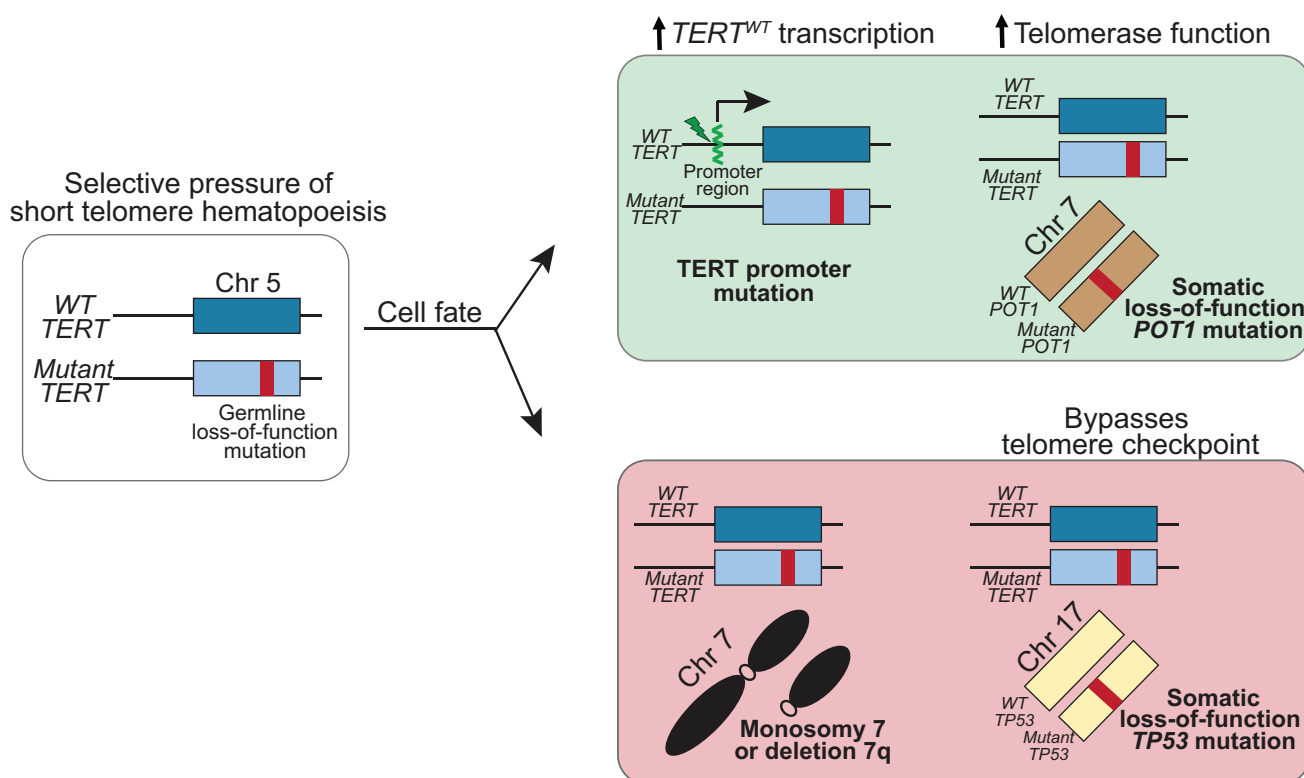 Selective pressure of
short telomere hematopoeisis
Chr 5
WT
TERT
Mutant
TERT
Germline
loss-of-function
mutation
Cell fate
TERTWT transcription
WT
TERT
Promoter
region
Mutant
TERT
TERT promoter
mutation
Telomerase function
WT
TERT
Mutant
TERT
Chr 7
WT
POT1
Mutant
POT1
Somatic
loss-of-function
POT1 mutation
WT
TERT
Mutant
TERT
Chr 7
Monosomy 7
or deletion 7q
Bypasses
telomere checkpoint
WT
TERT
Mutant
TERT
Chr 17
WT
TP53
Mutant
TP53
Somatic
loss-of-function
TP53 mutation